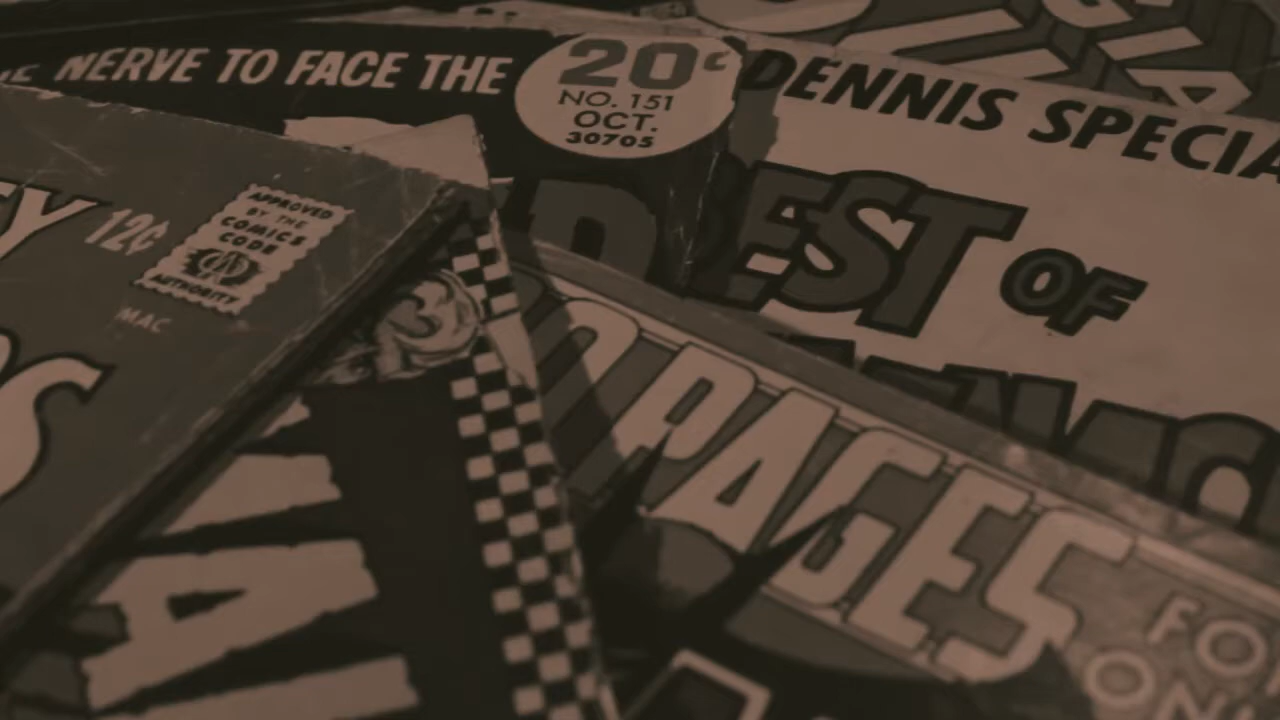 NERVE TO FACE THE
20¢
NO. 151
OCT.
30705
DENNIS SPECIA
12¢
APPROVED
BY THE
COMICS
CODE
AUTHORITY
MAC
EST OF
PAGES